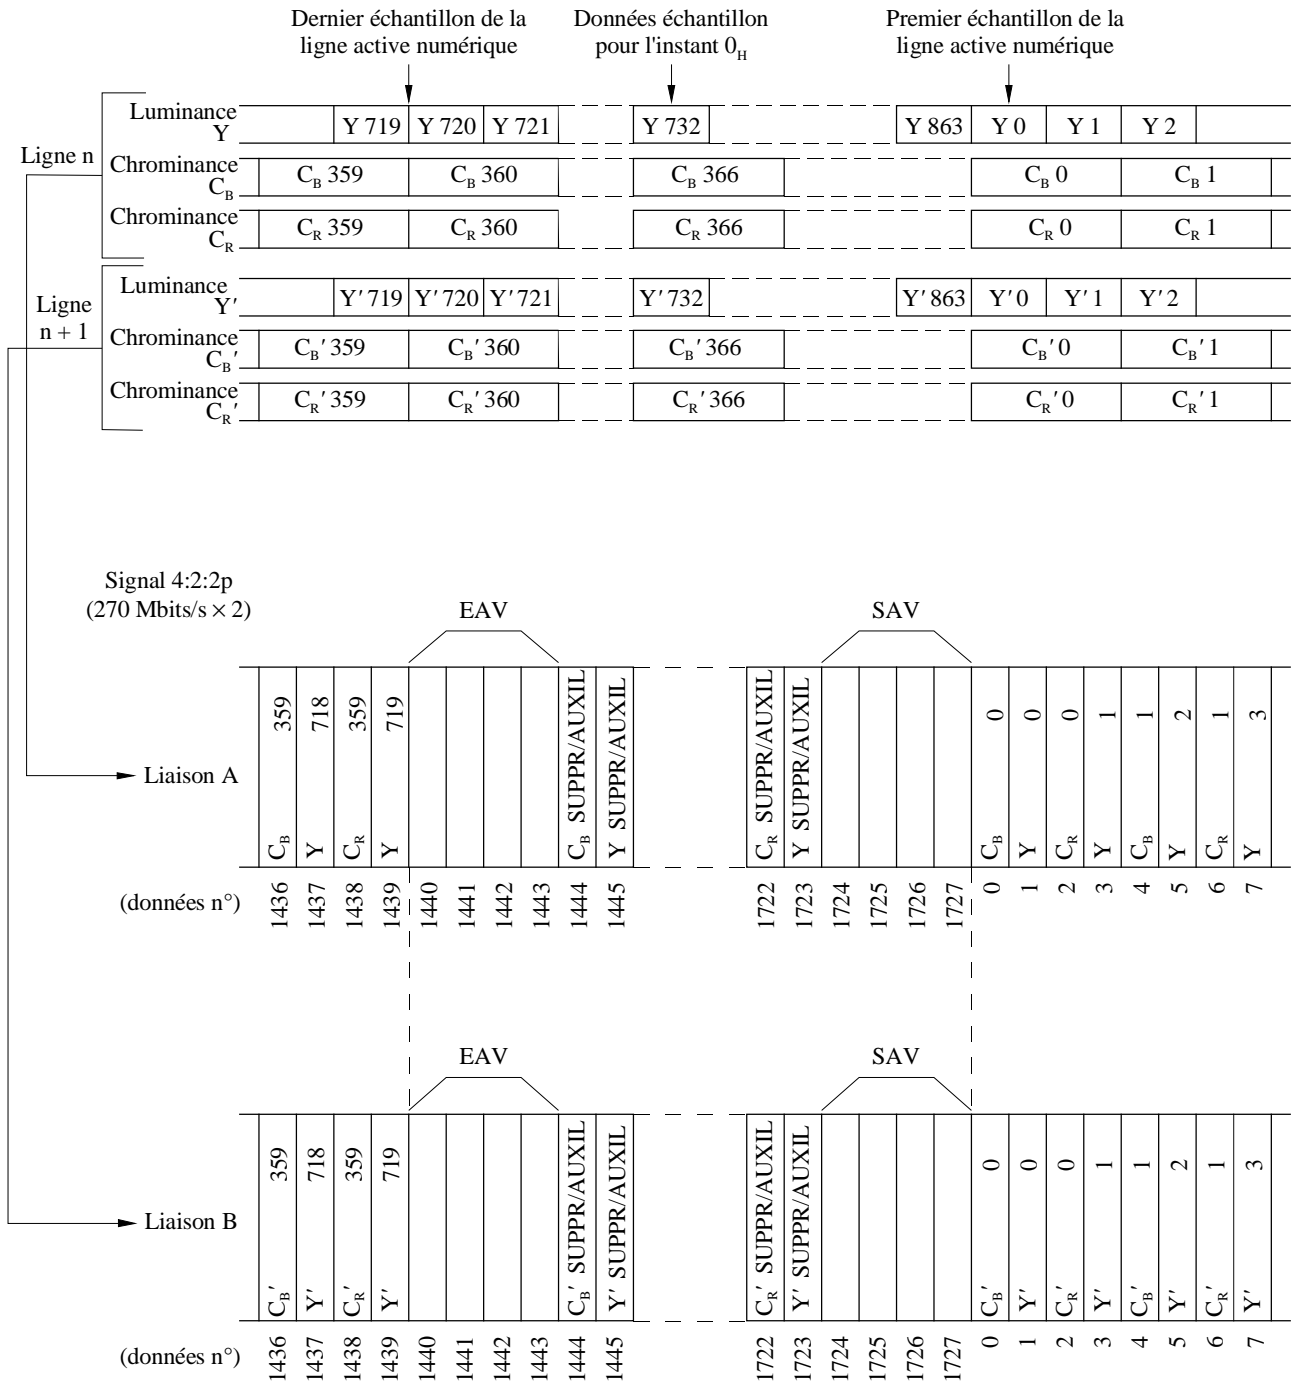 Dernier échantillon de la
ligne active numérique
Données échantillon
pour l'instant 0H
Premier échantillon de la
ligne active numérique
Ligne n
Luminance
Y
Y 719 Y 720 Y 721 Y 732 Y 863 Y 0 Y 1 Y 2
Chrominance
CB
CB 359 CB 360 CB 366 CB 0 CB 1
Chrominance
CR
CR 359 CR 360 CR 366 CR 0 CR 1
Ligne
n + 1
Luminance
Y′
Y′ 719 Y′ 720 Y′ 721 Y′ 732 Y′ 863 Y′ 0 Y′ 1 Y′ 2
Chrominance
CB′
CB′ 359 CB′ 360 CB′ 366 CB′ 0 CB′ 1
Chrominance
CR′
CR′ 359 CR′ 360 CR′ 366 CR′ 0 CR′ 1
Signal 4:2:2p
(270 Mbits/s × 2)
EAV SAV
Liaison A
CB 359
Y 718
CR 359
Y 719
CB SUPPR/AUXIL
Y SUPPR/AUXIL
CR SUPPR/AUXIL
Y SUPPR/AUXIL
CB 0
Y 0
CR 0
Y 1
CB 1
Y 2
CR 1
Y 3
(données n°)
1436 1437 1438 1439 1440 1441 1442 1443 1444 1445 1722 1723 1724 1725 1726 1727 0 1 2 3 4 5 6 7
EAV SAV
Liaison B
CB′ 359
Y′ 718
CR′ 359
Y′ 719
CB′ SUPPR/AUXIL
Y′ SUPPR/AUXIL
CR′ SUPPR/AUXIL
Y′ SUPPR/AUXIL
CB′ 0
Y′ 0
CR′ 0
Y′ 1
CB′ 1
Y′ 2
CR′ 1
Y′ 3
(données n°)
1436 1437 1438 1439 1440 1441 1442 1443 1444 1445 1722 1723 1724 1725 1726 1727 0 1 2 3 4 5 6 7